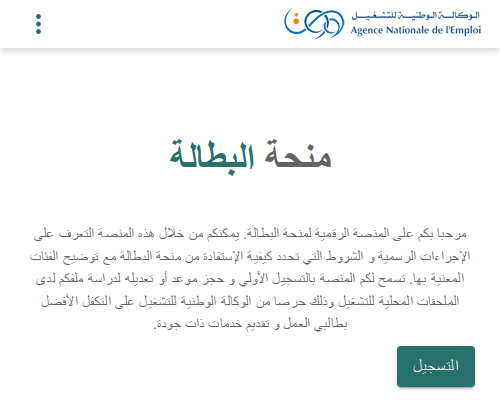 الوكالة الوطنية للتشغيل
Agence Nationale de l'Emploi
منحة البطالة
مرحبا بكم على المنصة الرقمية لمنحة البطالة. يمكنكم من خلال هذه المنصة التعرف على
الإجراءات الرسمية و الشروط التي تحدد كيفية الإستفادة من منحة البطالة مع توضيح الفئات
المعنية بها. تسمح لكم المنصة بالتسجيل الأولي و حجز موعد أو تعديله لدراسة ملفكم لدى
الملحقات المحلية للتشغيل وذلك حرصا من الوكالة الوطنية للتشغيل على التكفل الأفضل
بطالبي العمل و تقديم خدمات ذات جودة.
التسجيل